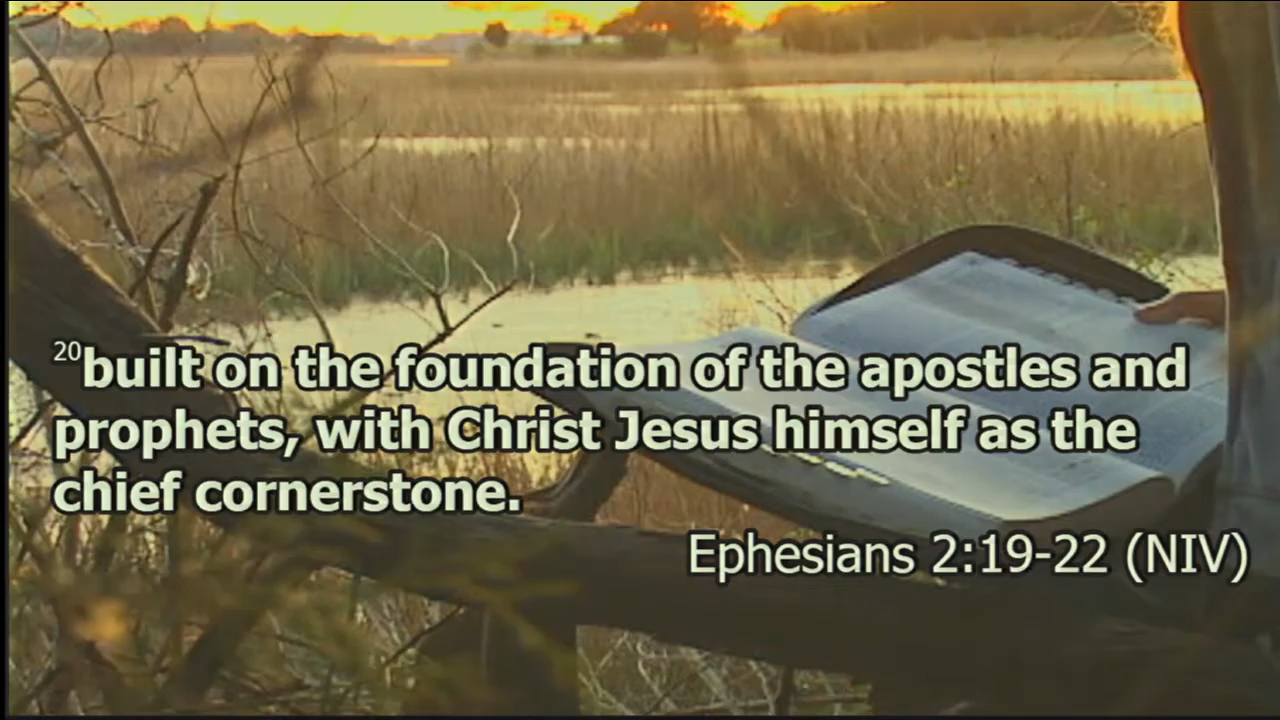 20built on the foundation of the apostles and
prophets, with Christ Jesus himself as the
chief cornerstone.
Ephesians 2:19-22 (NIV)